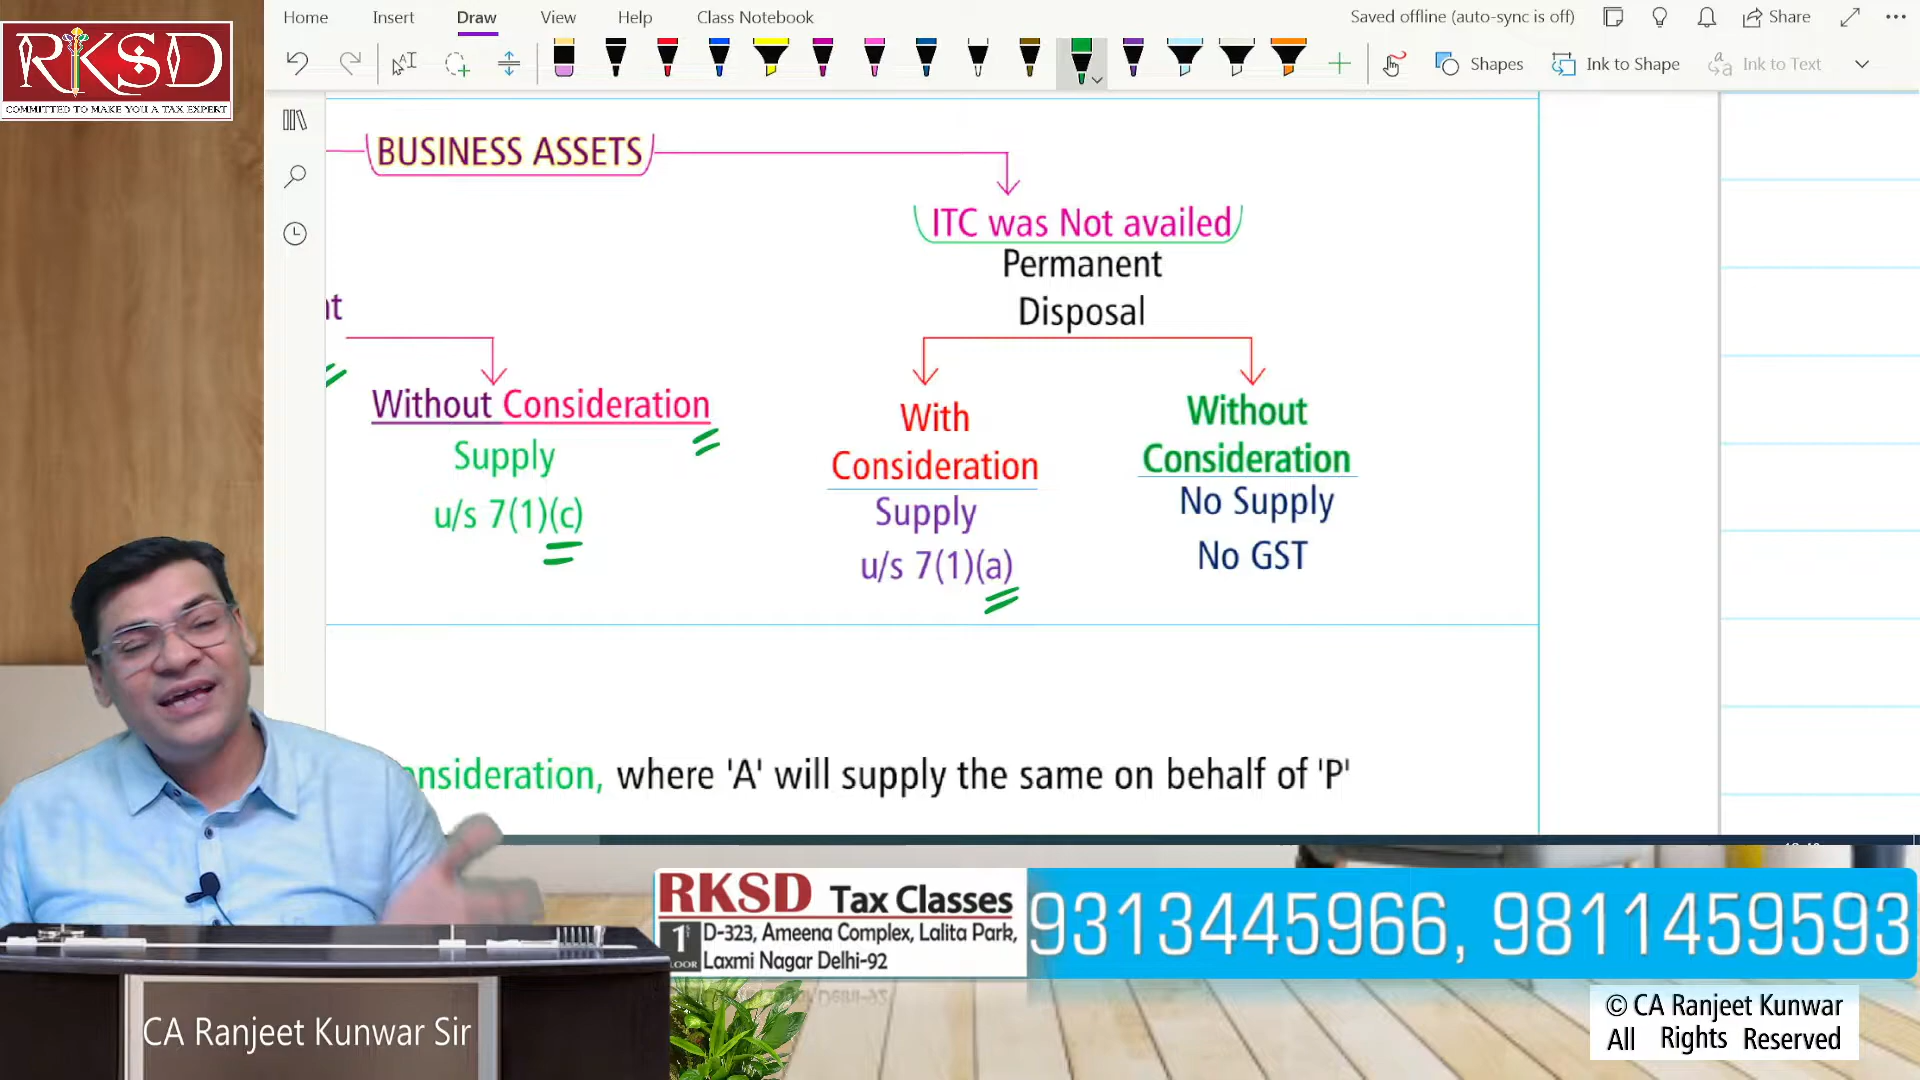 RKSD
COMMITTED TO MAKE YOU A TAX EXPERT
Home Insert Draw View Help Class Notebook
Saved offline (auto-sync is off) Share
Shapes Ink to Shape Ink to Text
BUSINESS ASSETS
ITC was Not availed
Permanent
Disposal
nt
Without Consideration
Supply
u/s 7(1)(c)
With
Consideration
Supply
u/s 7(1)(a)
Without
Consideration
No Supply
No GST
onsideration, where 'A' will supply the same on behalf of 'P'
RKSD Tax Classes
1ST
D-323, Ameena Complex, Lalita Park,
Laxmi Nagar Delhi-92
9313445966, 9811459593
CA Ranjeet Kunwar Sir
© CA Ranjeet Kunwar
All Rights Reserved